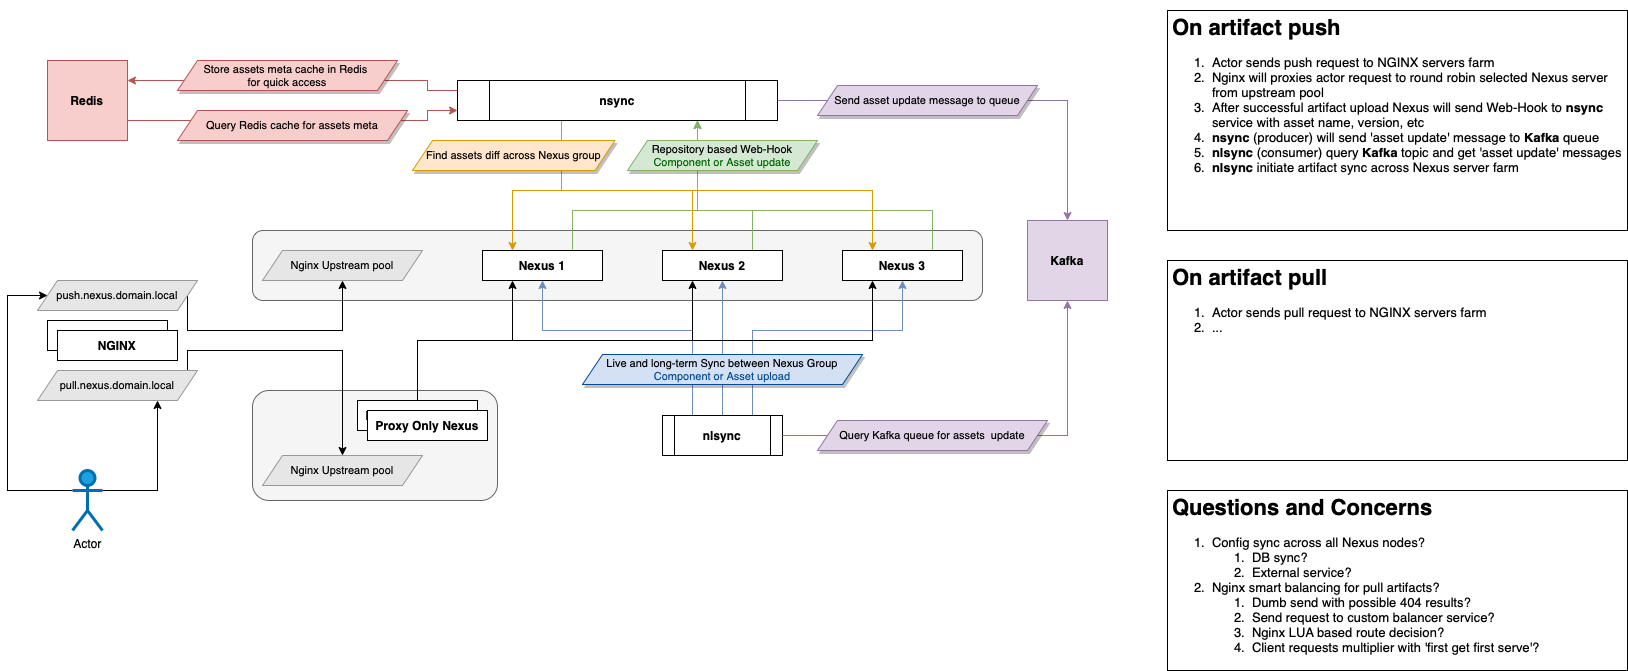 Store assets meta cache in Redis
for quick access
Redis
Query Redis cache for assets meta
nsync
Send asset update message to queue
Find assets diff across Nexus group
Repository based Web-Hook
Component or Asset update
Nginx Upstream pool
Nexus 1
Nexus 2
Nexus 3
Kafka
push.nexus.domain.local
NGINX
pull.nexus.domain.local
Live and long-term Sync between Nexus Group
Component or Asset upload
Proxy Only Nexus
Nginx Upstream pool
nlsync
Query Kafka queue for assets update
Actor
On artifact push
1. Actor sends push request to NGINX servers farm
2. Nginx will proxies actor request to round robin selected Nexus server
from upstream pool
3. After successful artifact upload Nexus will send Web-Hook to nsync
service with asset name, version, etc
4. nsync (producer) will send 'asset update' message to Kafka queue
5. nlsync (consumer) query Kafka topic and get 'asset update' messages
6. nlsync initiate artifact sync across Nexus server farm
On artifact pull
1. Actor sends pull request to NGINX servers farm
2. ...
Questions and Concerns
1. Config sync across all Nexus nodes?
1. DB sync?
2. External service?
2. Nginx smart balancing for pull artifacts?
1. Dumb send with possible 404 results?
2. Send request to custom balancer service?
3. Nginx LUA based route decision?
4. Client requests multiplier with 'first get first serve'?